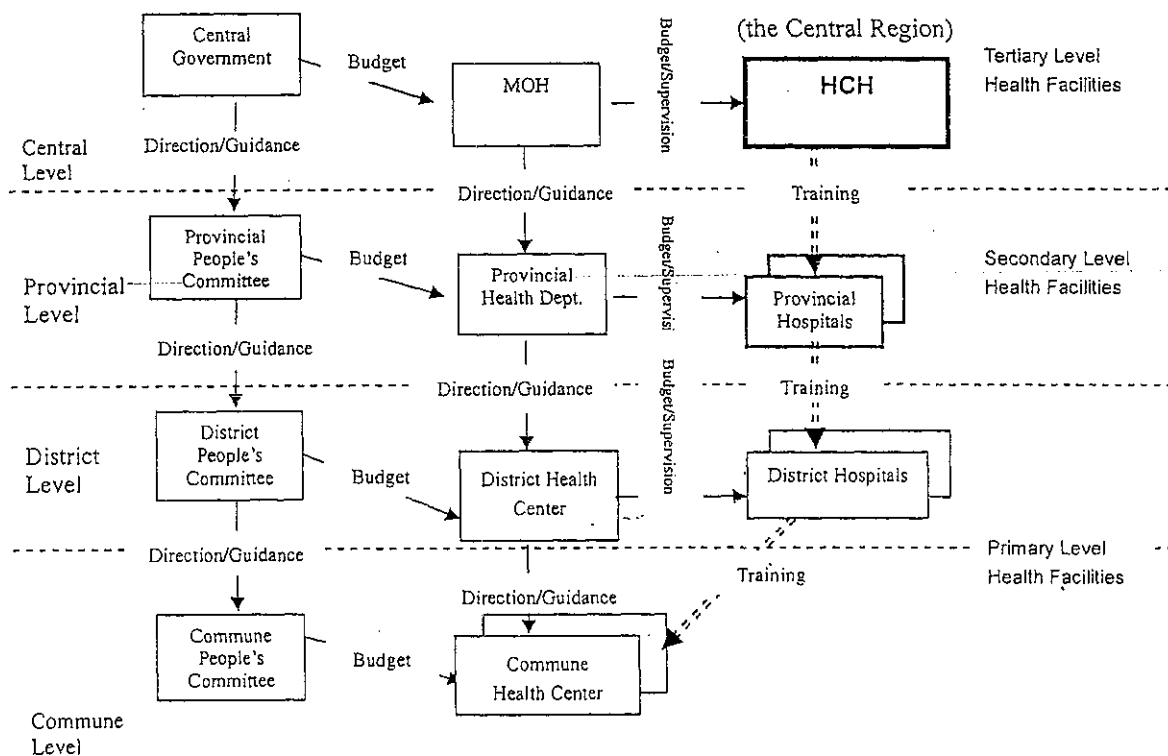 (the Central Region)
Central
Government
Budget
MOH
Budget/Supervision
HCH
Tertiary Level
Health Facilities
Direction/Guidance
Central
Level
Direction/Guidance
Training
Provincial
People's
Committee
Budget
Provincial
Health Dept.
Budget/Supervisi
Provincial
Hospitals
Secondary Level
Health Facilities
Provincial
Level
Direction/Guidance
Direction/Guidance
Training
District
People's
Committee
Budget
District Health
Center
Budget/Supervision
District Hospitals
District
Level
Direction/Guidance
Training
Primary Level
Health Facilities
Direction/Guidance
Commune
People's
Committee
Budget
Commune
Health Center
Commune
Level